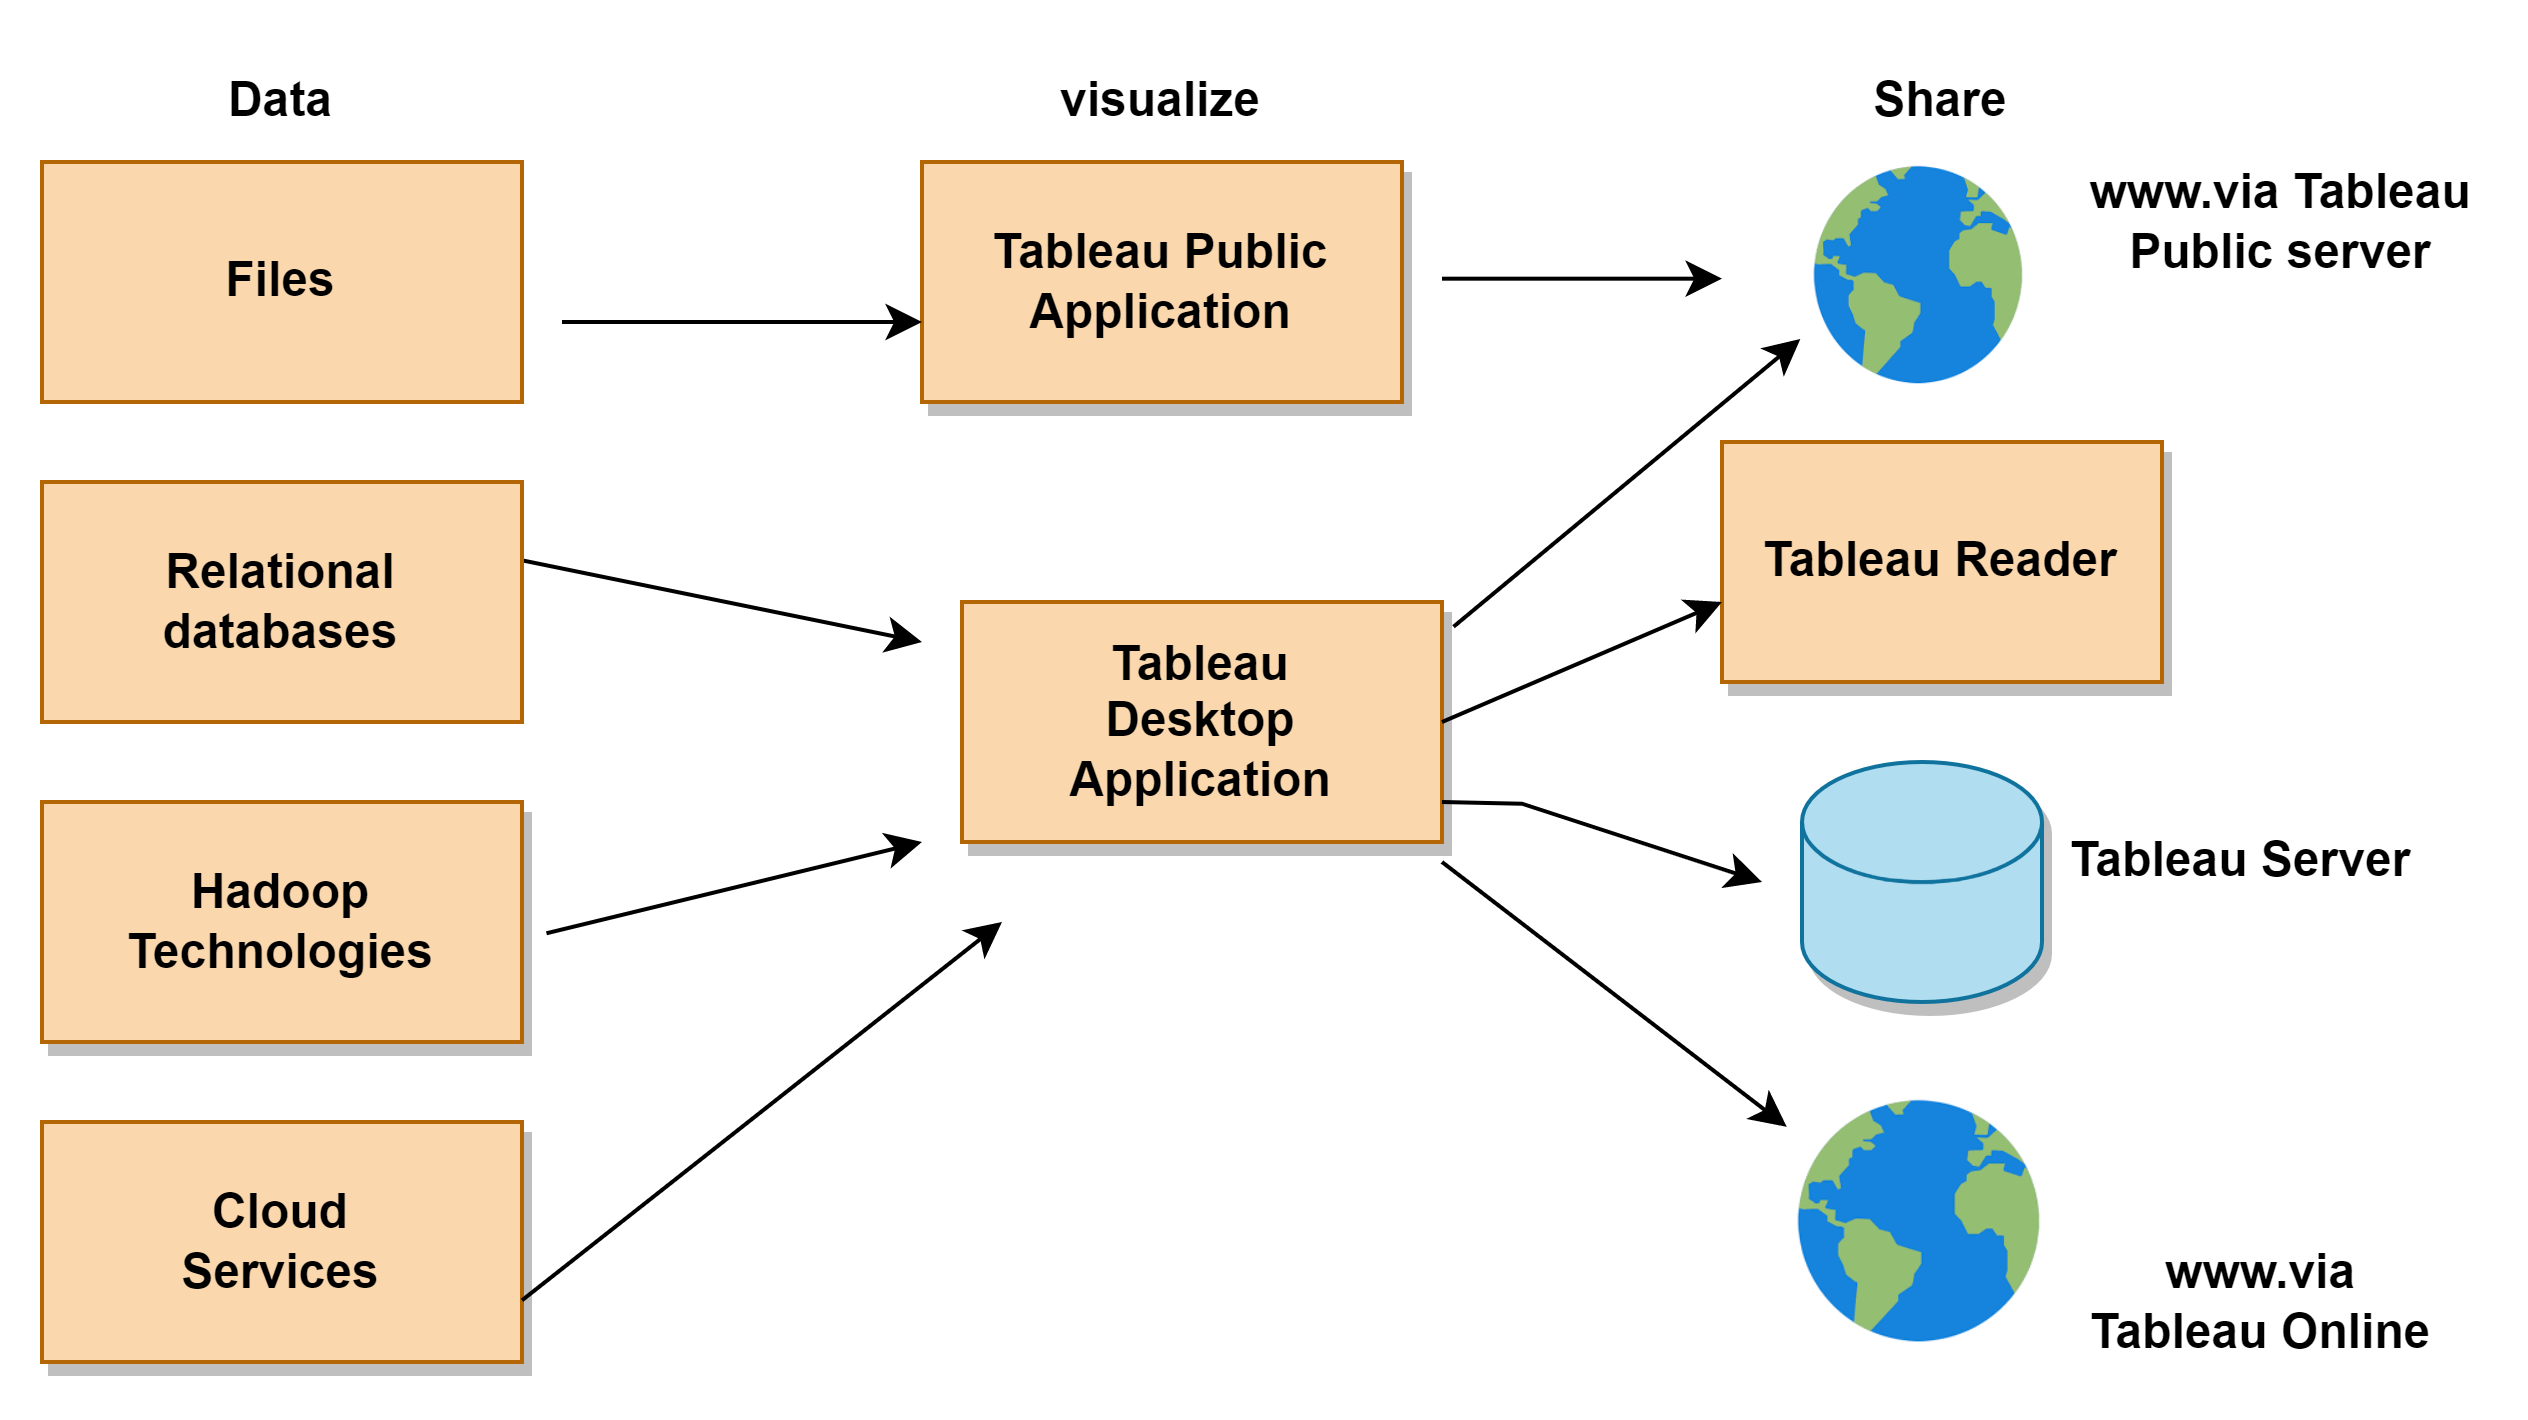 Data
visualize
Share
Files
Tableau Public
Application
www.via Tableau
Public server
Relational
databases
Tableau
Desktop
Application
Tableau Reader
Hadoop
Technologies
Tableau Server
Cloud
Services
www.via
Tableau Online